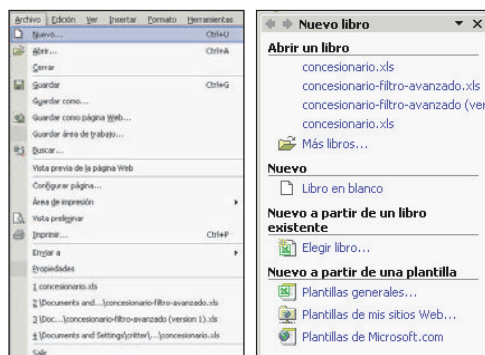 Archivo Edición Ver Insertar Formato Herramientas
Nuevo... Ctrl+U
Abrir... Ctrl+A
Cerrar
Guardar Ctrl+G
Guardar como...
Guardar como página Web...
Guardar área de trabajo...
Buscar...
Vista previa de la página Web
Configurar página...
Área de impresión
Vista preliminar
Imprimir... Ctrl+P
Enviar a
Propiedades
1 concesionario.xls
2 \Documents and...\concesionario-filtro-avanzado.xls
3 \Doc...\concesionario-filtro-avanzado (version 1).xls
4 \Documents and Settings\critter\...\concesionario.xls
Salir
Nuevo libro
Abrir un libro
concesionario.xls
concesionario-filtro-avanzado.xls
concesionario-filtro-avanzado (ver
concesionario.xls
Más libros...
Nuevo
Libro en blanco
Nuevo a partir de un libro
existente
Elegir libro...
Nuevo a partir de una plantilla
Plantillas generales...
Plantillas de mis sitios Web...
Plantillas de Microsoft.com